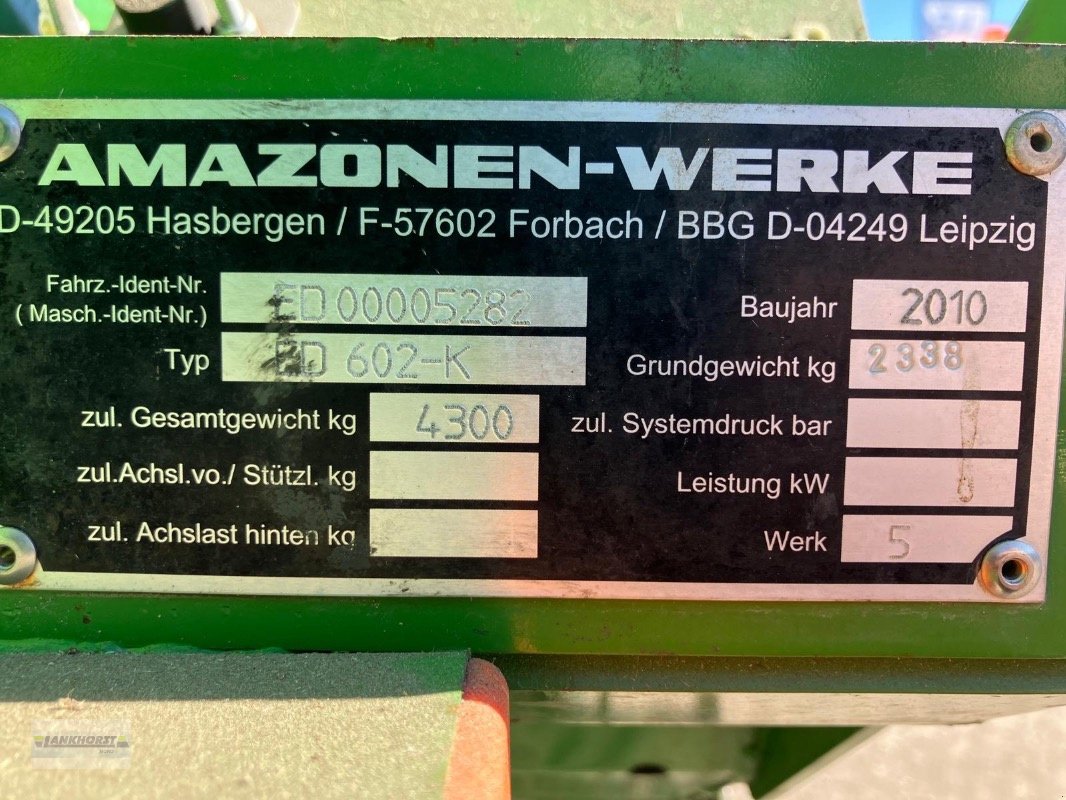 AMAZONEN-WERKE
D-49205 Hasbergen / F-57602 Forbach / BBG D-04249 Leipzig
Fahrz.-Ident-Nr.
(Masch.-Ident-Nr.) ED00005282
Baujahr 2010
Typ ED 602-K
Grundgewicht kg 2338
zul. Gesamtgewicht kg 4300
zul. Systemdruck bar
zul.Achsl.vo./ Stützl. kg
Leistung kW
zul. Achslast hinten kg
Werk 5
LANKHORST